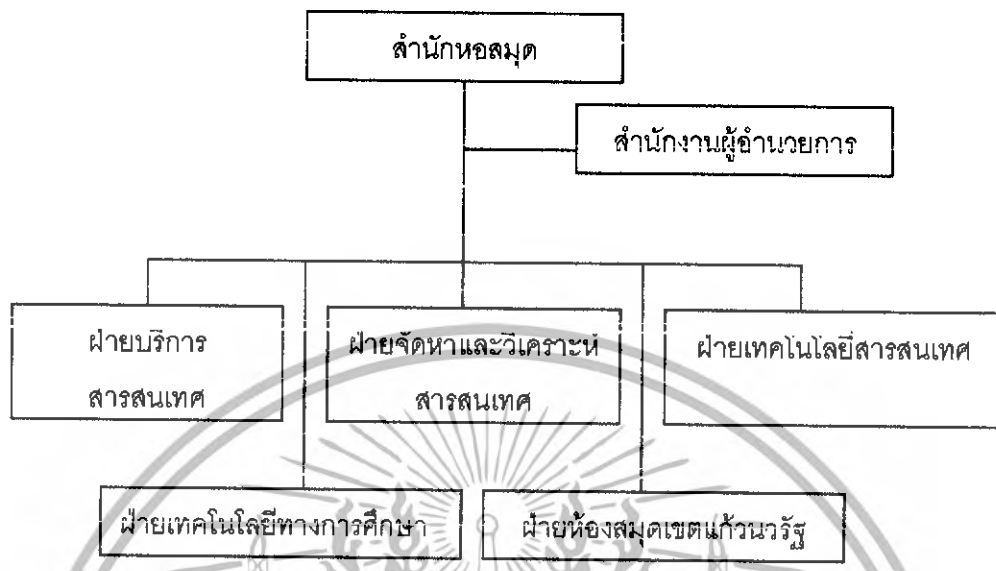 สำนักหอสมุด
สำนักงานผู้อำนวยการ
ฝ่ายบริการ
สารสนเทศ
ฝ่ายจัดหาและวิเคราะห์
สารสนเทศ
ฝ่ายเทคโนโลยีสารสนเทศ
ฝ่ายเทคโนโลยีทางการศึกษา
ฝ่ายห้องสมุดเขตแก้วนวรัฐ